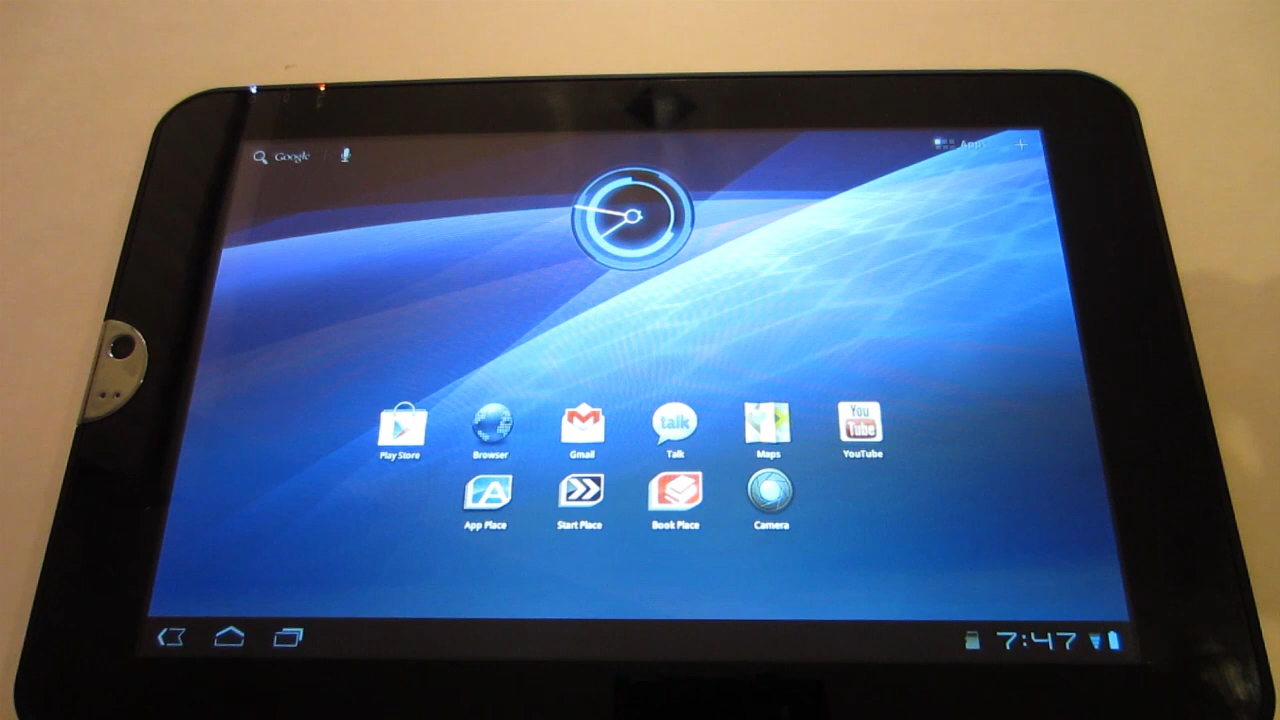 Google
Apps
Play Store
Browser
Gmail
talk
Talk
Maps
You
Tube
YouTube
App Place
Start Place
Book Place
Camera
7:47